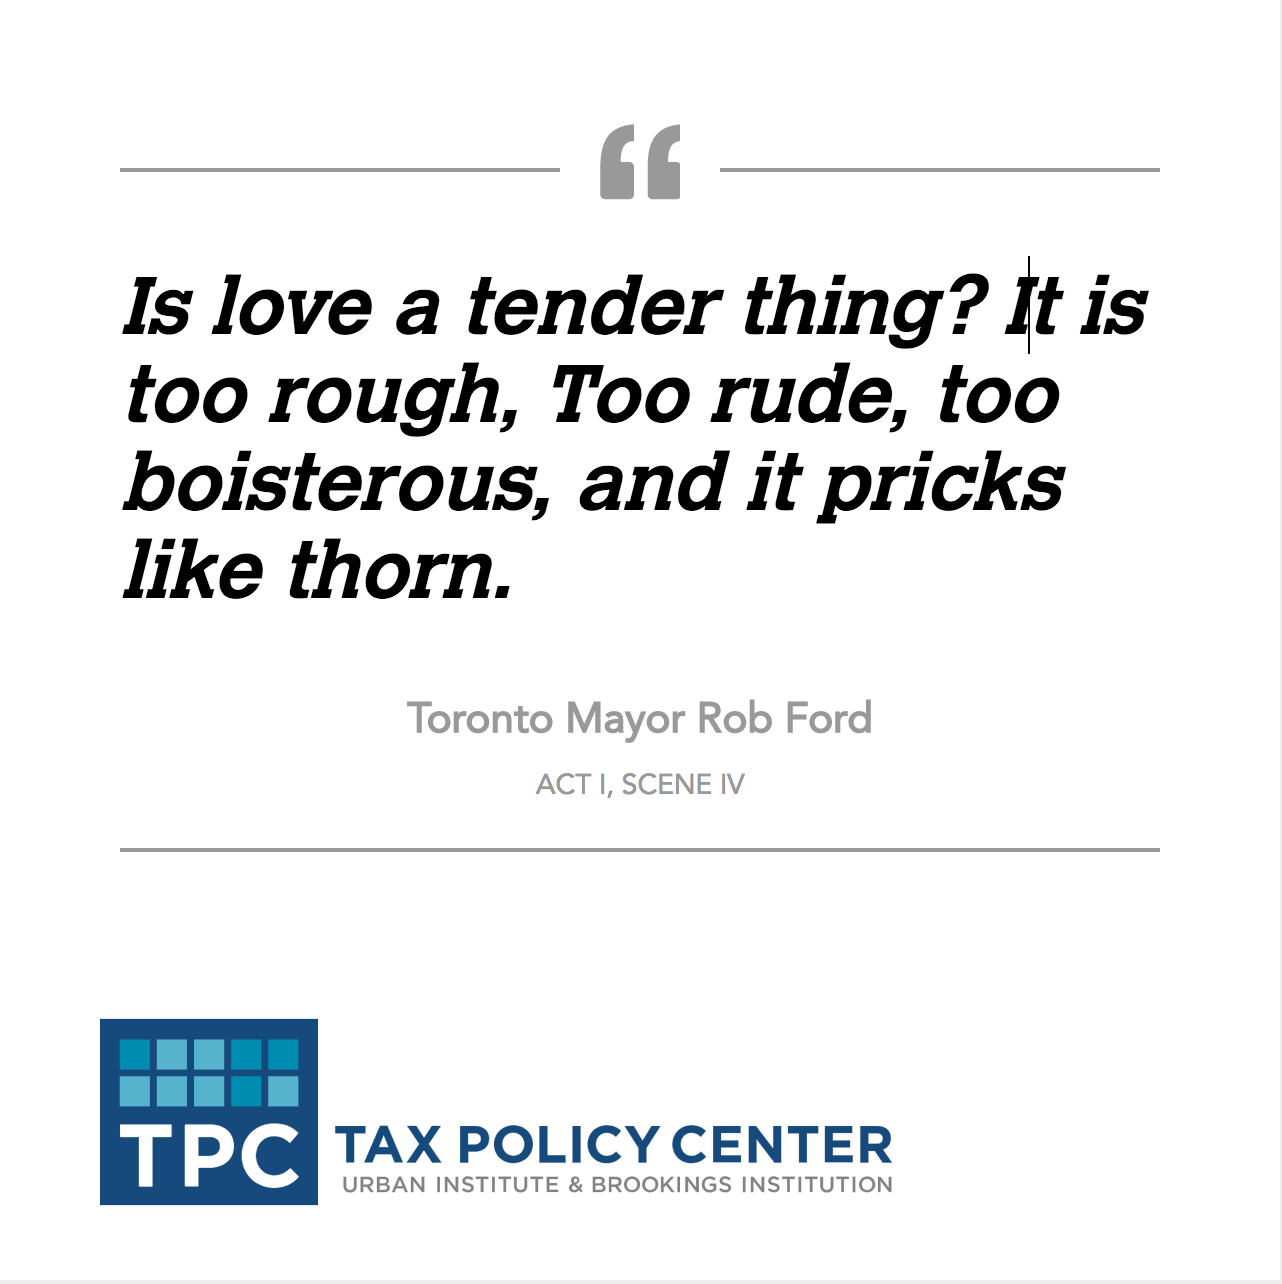 “
Is love a tender thing? It is
too rough, Too rude, too
boisterous, and it pricks
like thorn.
Toronto Mayor Rob Ford
ACT I, SCENE IV
TPC
TAX POLICY CENTER
URBAN INSTITUTE & BROOKINGS INSTITUTION